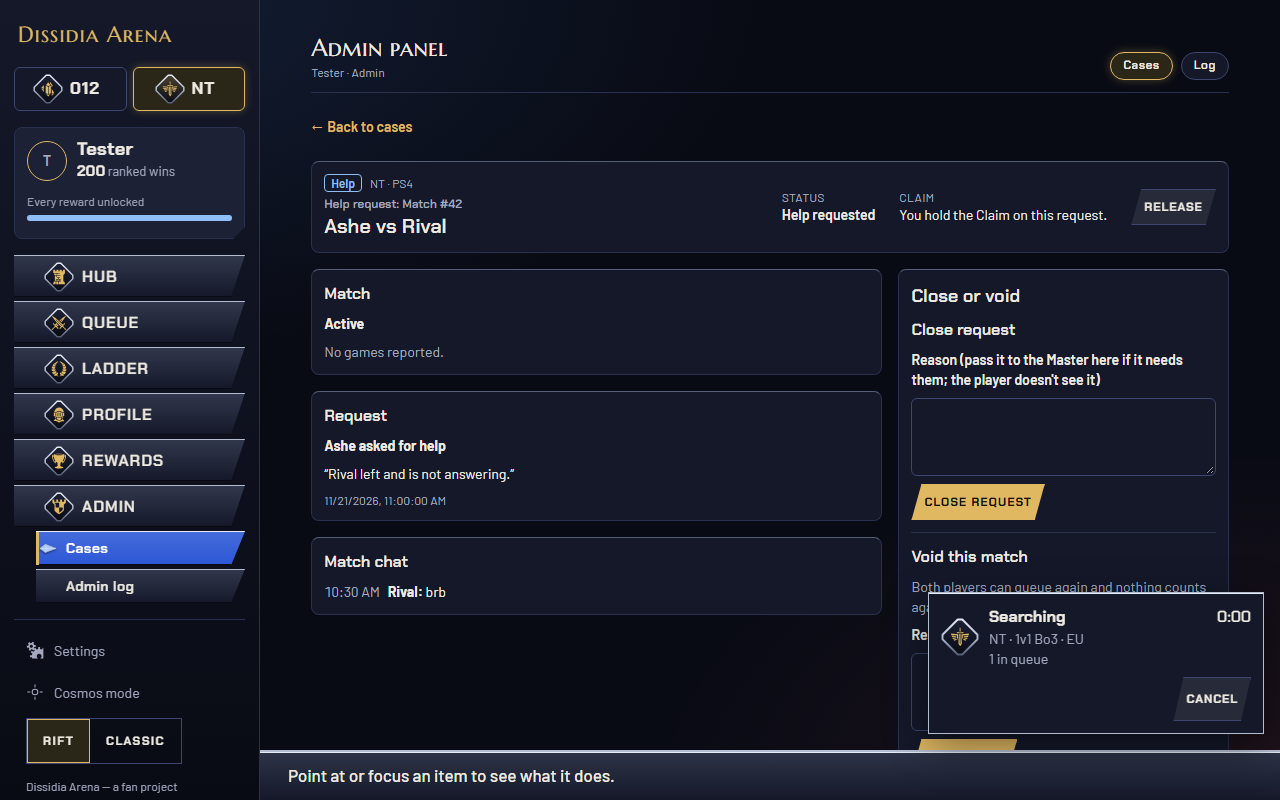 Dissidia Arena
012
NT
T
Tester
200 ranked wins
Every reward unlocked
HUB
QUEUE
LADDER
PROFILE
REWARDS
ADMIN
Cases
Admin log
Settings
Cosmos mode
RIFT
CLASSIC
Dissidia Arena — a fan project
Admin panel
Tester · Admin
Cases
Log
← Back to cases
Help
NT · PS4
Help request: Match #42
Ashe vs Rival
STATUS
Help requested
CLAIM
You hold the Claim on this request.
RELEASE
Match
Active
No games reported.
Request
Ashe asked for help
“Rival left and is not answering.”
11/21/2026, 11:00:00 AM
Match chat
10:30 AM Rival: brb
Close or void
Close request
Reason (pass it to the Master here if it needs
them; the player doesn't see it)
CLOSE REQUEST
Void this match
Both players can queue again and nothing counts
Searching
0:00
NT · 1v1 Bo3 · EU
1 in queue
CANCEL
Point at or focus an item to see what it does.